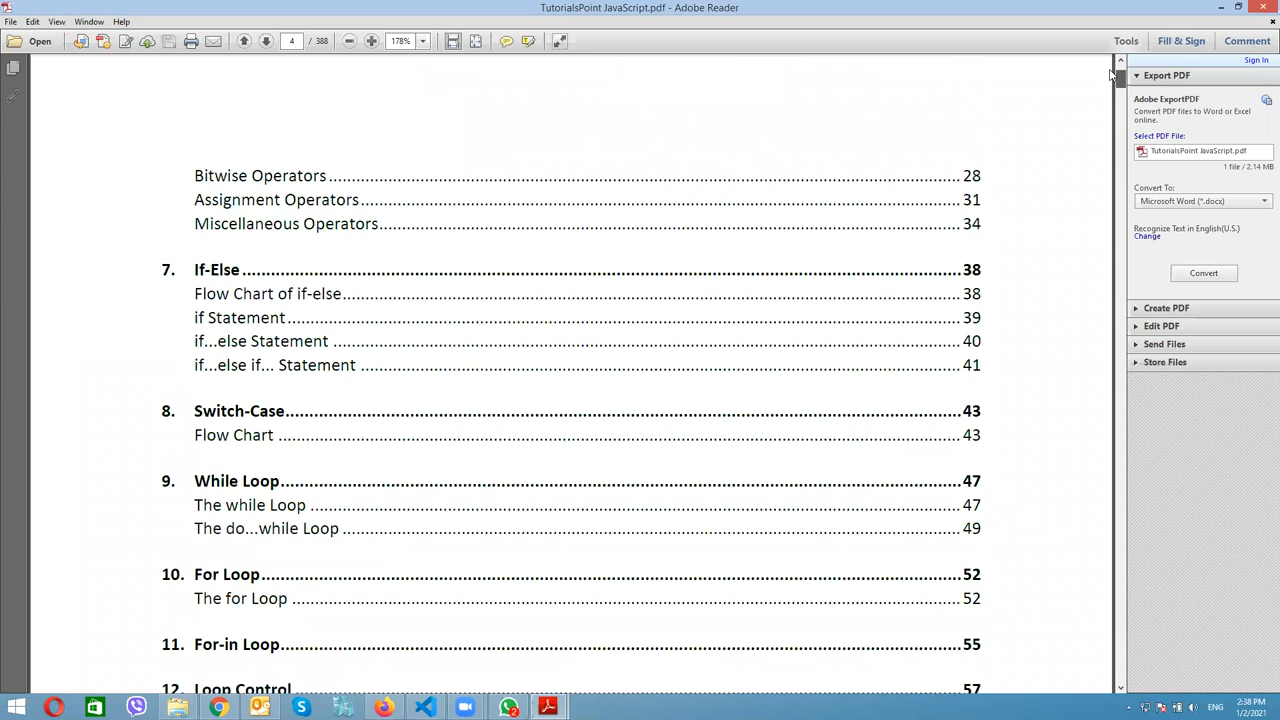 TutorialsPoint JavaScript.pdf - Adobe Reader
File Edit View Window Help
Open 4 / 388 178% Tools Fill & Sign Comment
Sign In
Bitwise Operators 28
Assignment Operators 31
Miscellaneous Operators 34
7. If-Else 38
Flow Chart of if-else 38
if Statement 39
if...else Statement 40
if...else if... Statement 41
8. Switch-Case 43
Flow Chart 43
9. While Loop 47
The while Loop 47
The do...while Loop 49
10. For Loop 52
The for Loop 52
11. For-in Loop 55
12. Loop Control 57
Export PDF
Adobe ExportPDF
Convert PDF files to Word or Excel
online.
Select PDF File:
TutorialsPoint JavaScript.pdf
1 file / 2.14 MB
Convert To:
Microsoft Word (*.docx)
Recognize Text in English(U.S.)
Change
Convert
Create PDF
Edit PDF
Send Files
Store Files
2
ENG
2:38 PM
1/2/2021